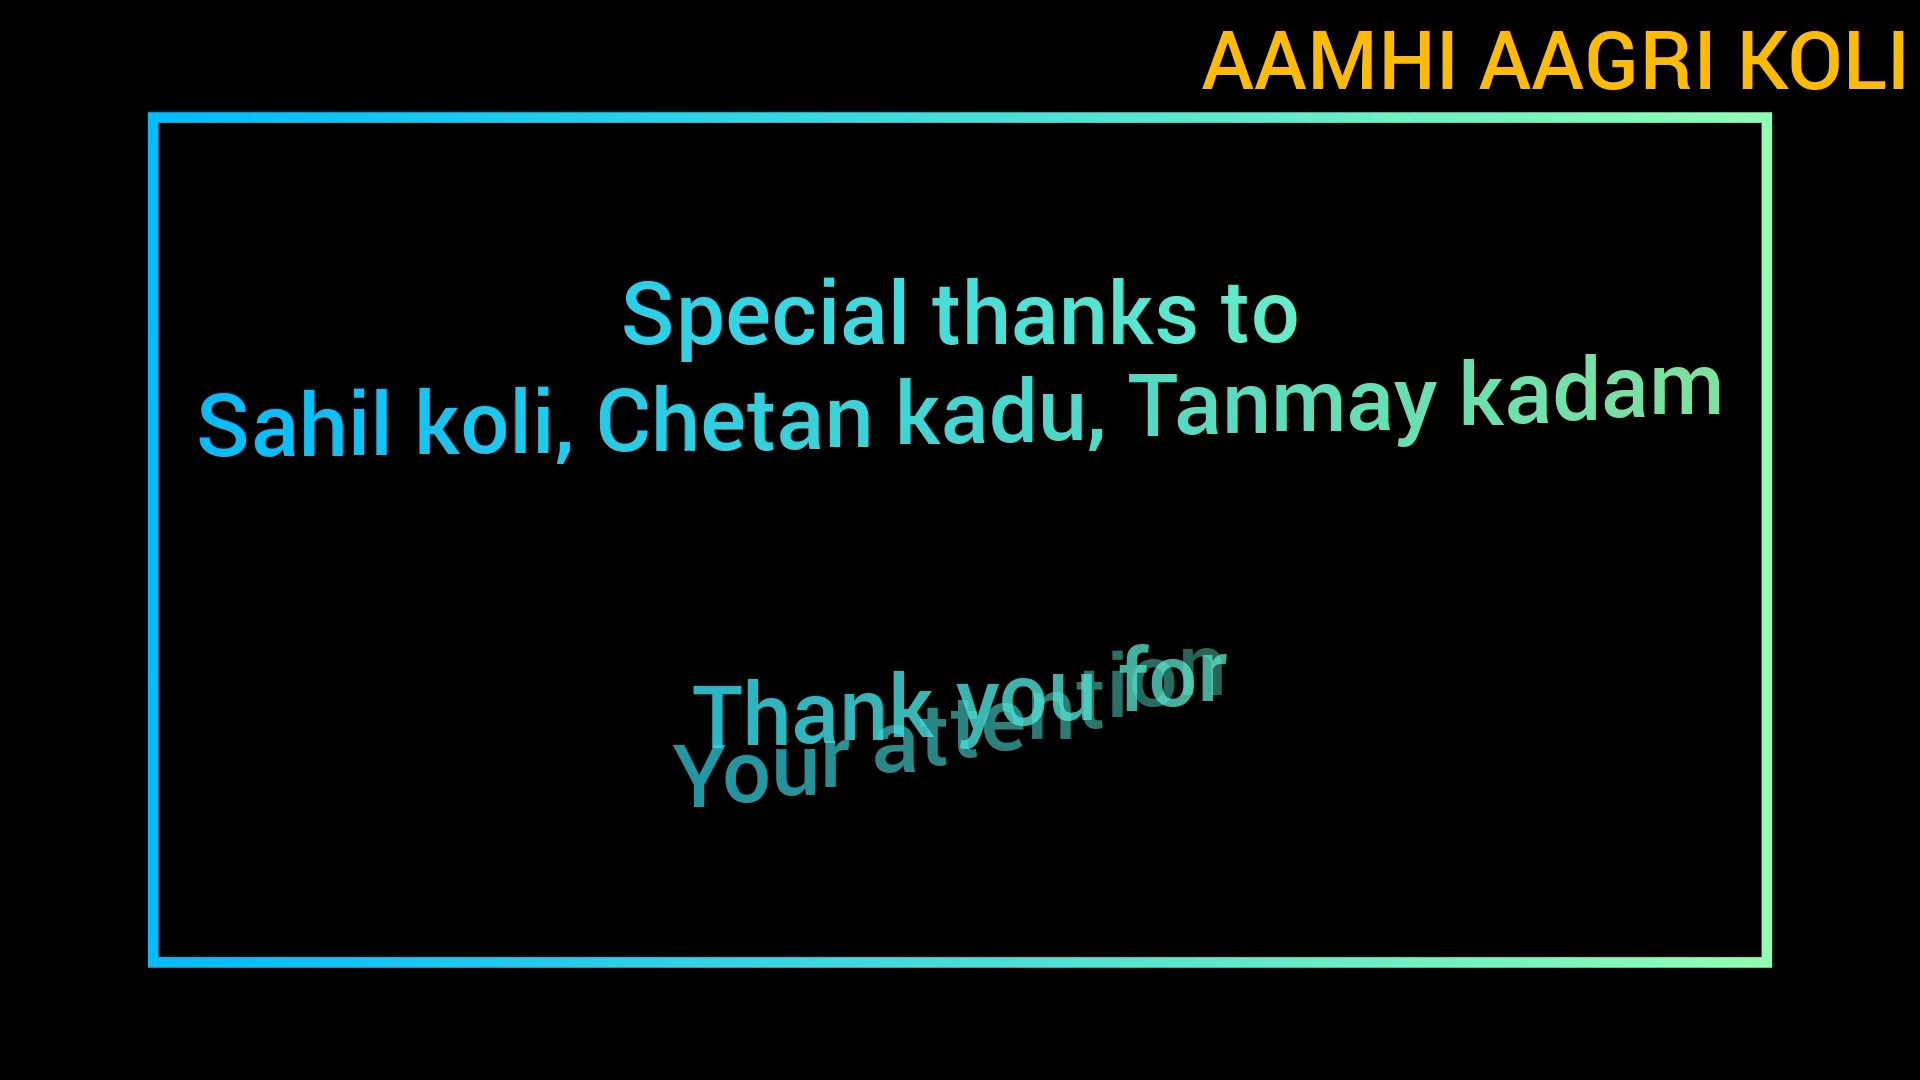 AAMHI AAGRI KOLI
Special thanks to
Sahil koli, Chetan kadu, Tanmay kadam
Thank you for
Your attention